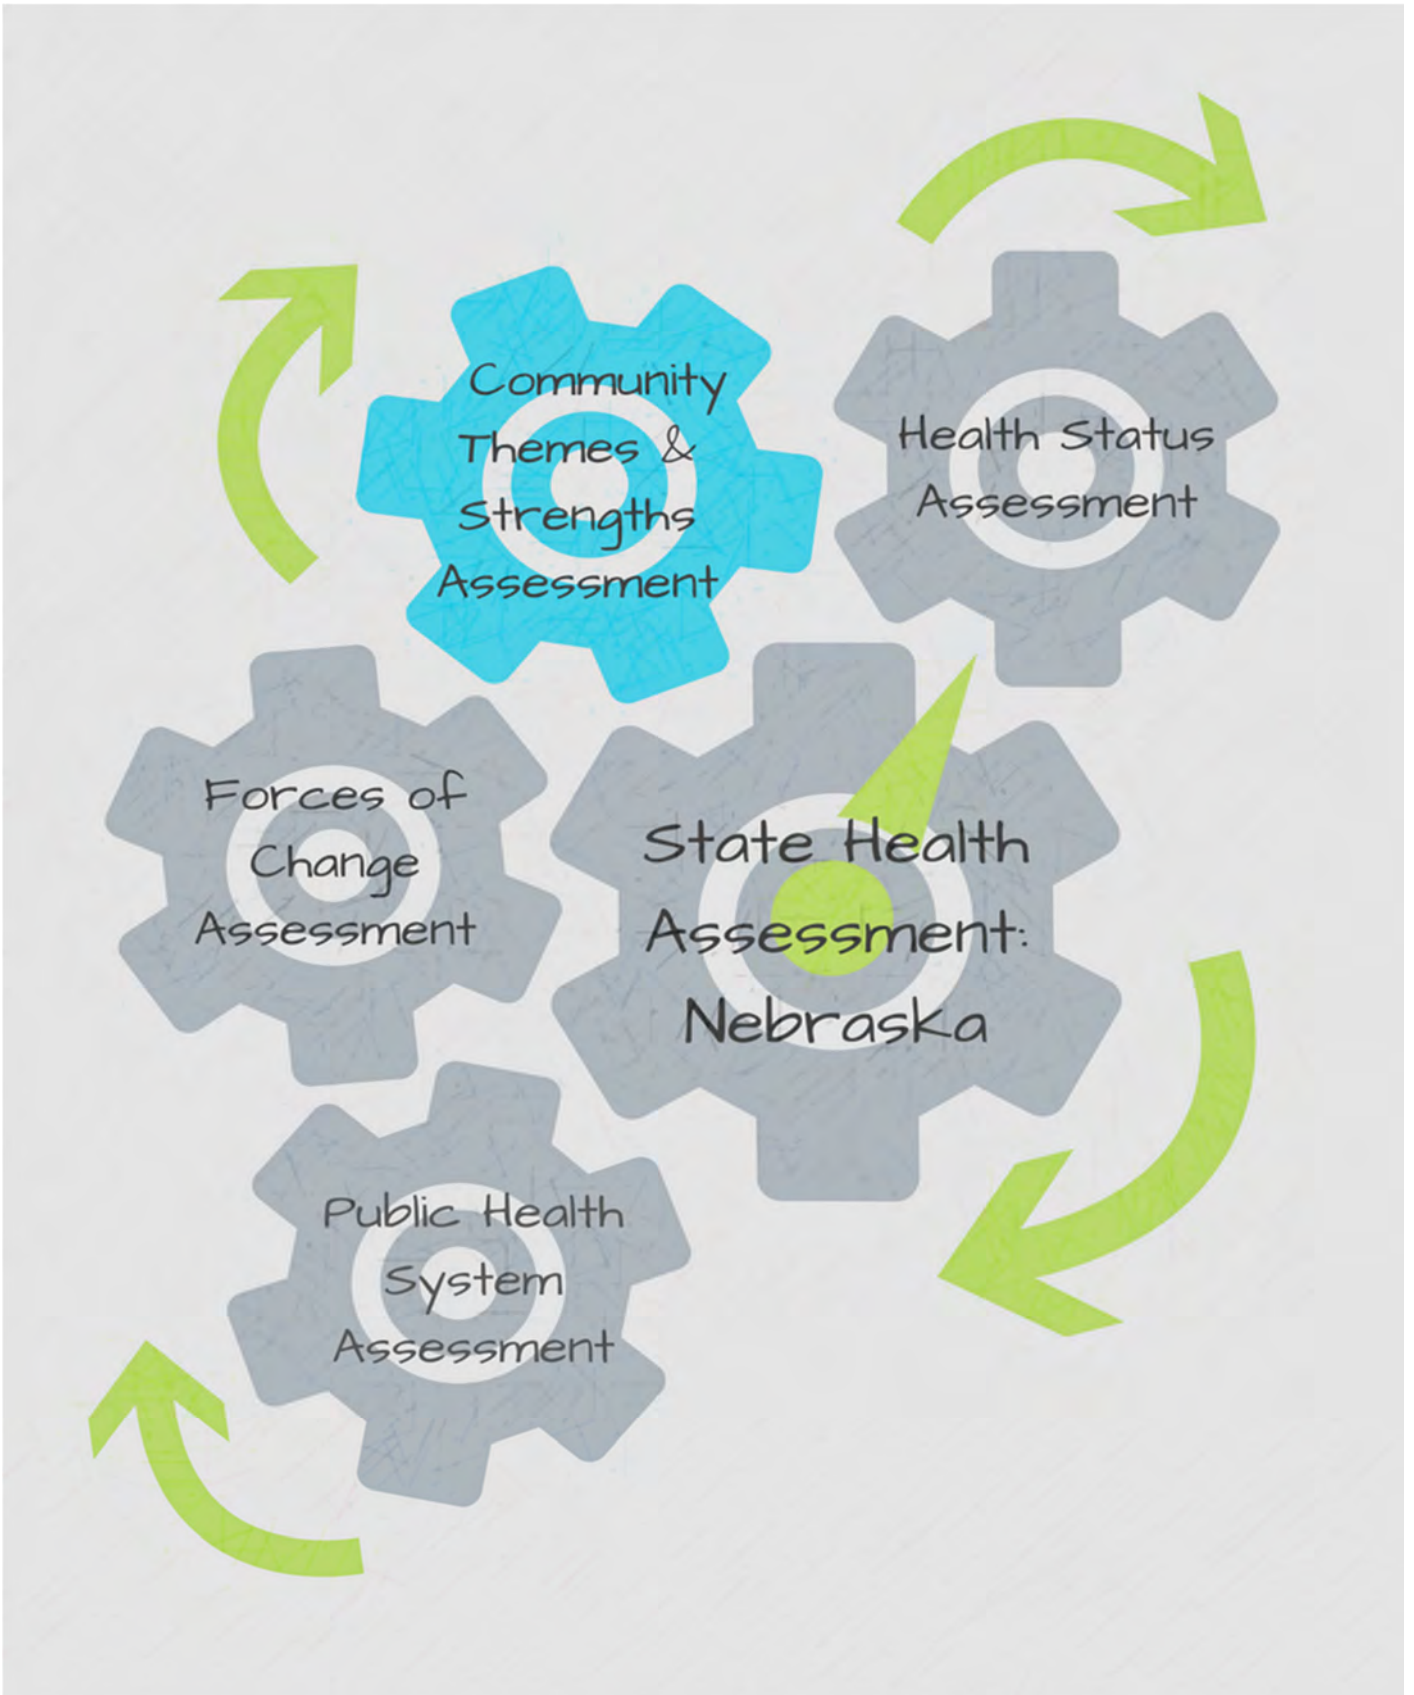 Community
Themes &
Strengths
Assessment
Health Status
Assessment
Forces of
Change
Assessment
State Health
Assessment:
Nebraska
Public Health
System
Assessment